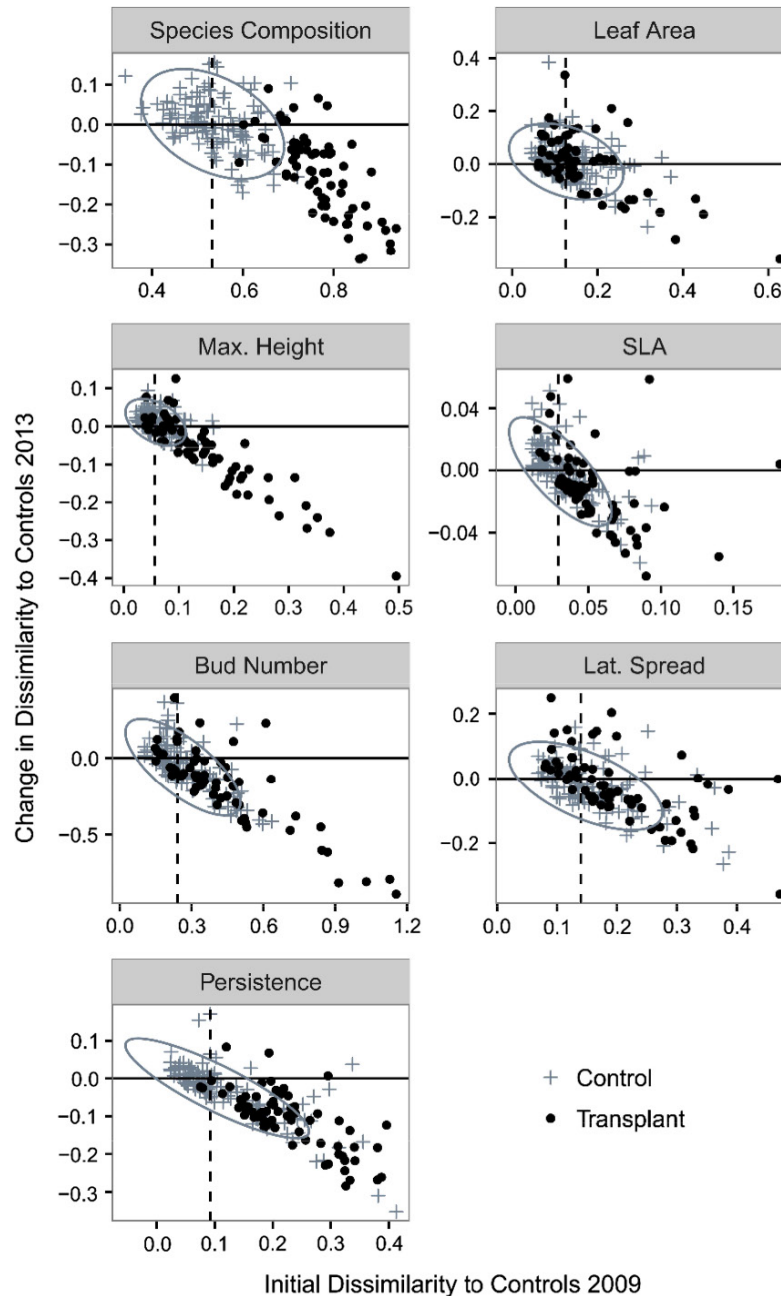 Species Composition
Leaf Area
0.1
0.0
−0.1
−0.2
−0.3
0.4 0.6 0.8
0.4
0.2
0.0
−0.2
0.0 0.2 0.4 0.6
Max. Height
SLA
0.1
0.0
−0.1
−0.2
−0.3
−0.4
0.0 0.1 0.2 0.3 0.4 0.5
0.04
0.00
−0.04
0.00 0.05 0.10 0.15
Bud Number
Lat. Spread
0.0
−0.5
0.0 0.3 0.6 0.9 1.2
0.2
0.0
−0.2
0.0 0.1 0.2 0.3 0.4
Persistence
0.1
0.0
−0.1
−0.2
−0.3
0.0 0.1 0.2 0.3 0.4
Control
Transplant
Change in Dissimilarity to Controls 2013
Initial Dissimilarity to Controls 2009